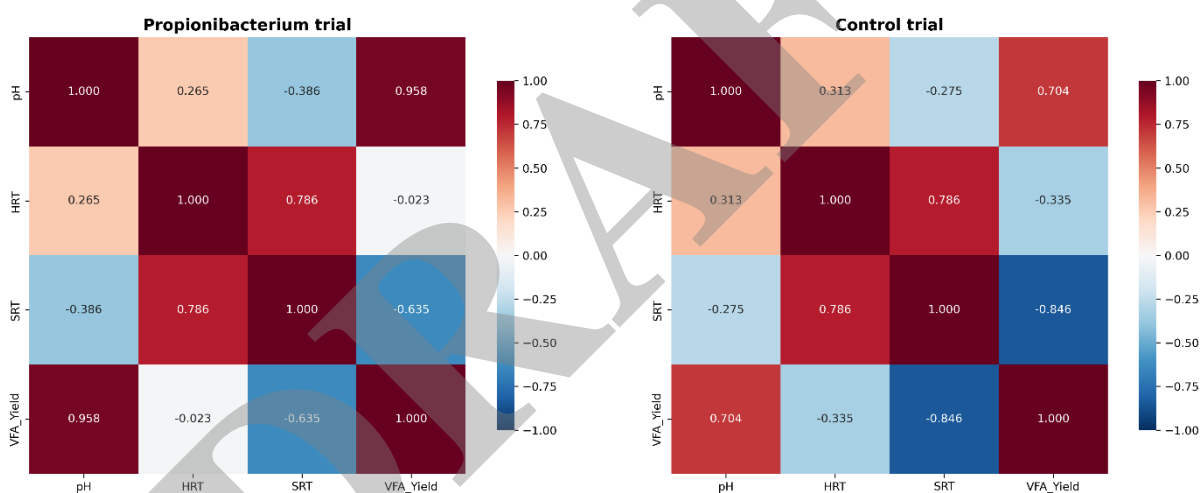 Propionibacterium trial
Control trial
pH
1.000 0.265 -0.386 0.958
HRT
0.265 1.000 0.786 -0.023
SRT
-0.386 0.786 1.000 -0.635
VFA_Yield
0.958 -0.023 -0.635 1.000
pH HRT SRT VFA_Yield
1.00
0.75
0.50
0.25
0.00
−0.25
−0.50
−0.75
−1.00
pH
1.000 0.313 -0.275 0.704
HRT
0.313 1.000 0.786 -0.335
SRT
-0.275 0.786 1.000 -0.846
VFA_Yield
0.704 -0.335 -0.846 1.000
pH HRT SRT VFA_Yield
1.00
0.75
0.50
0.25
0.00
−0.25
−0.50
−0.75
−1.00
DRAF